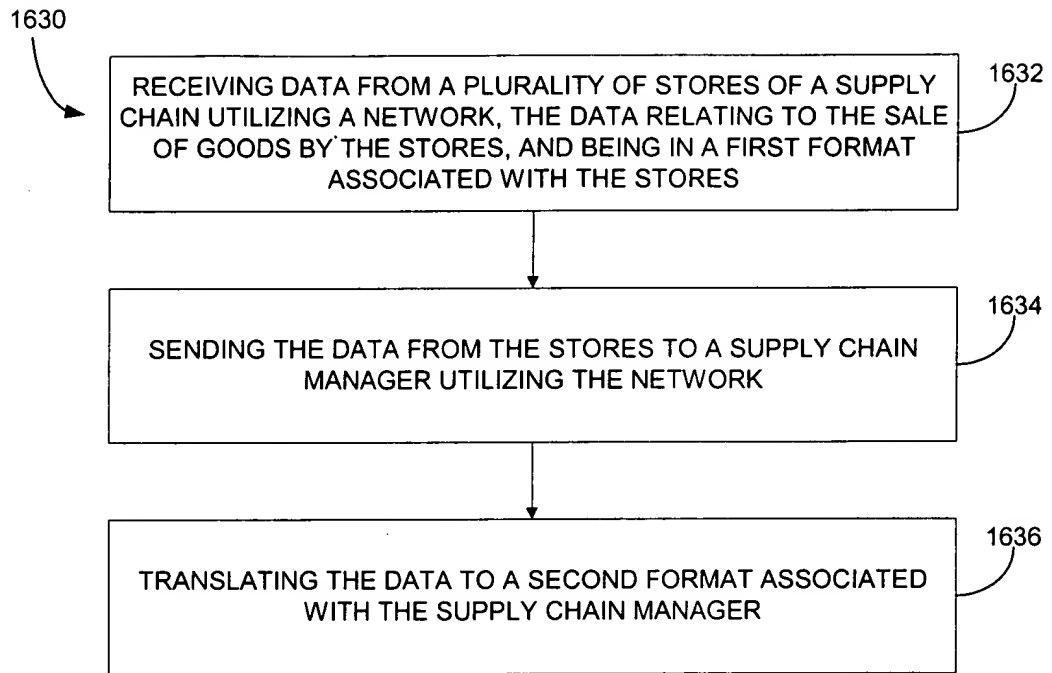 1630
RECEIVING DATA FROM A PLURALITY OF STORES OF A SUPPLY
CHAIN UTILIZING A NETWORK, THE DATA RELATING TO THE SALE
OF GOODS BY THE STORES, AND BEING IN A FIRST FORMAT
ASSOCIATED WITH THE STORES
1632
SENDING THE DATA FROM THE STORES TO A SUPPLY CHAIN
MANAGER UTILIZING THE NETWORK
1634
TRANSLATING THE DATA TO A SECOND FORMAT ASSOCIATED
WITH THE SUPPLY CHAIN MANAGER
1636